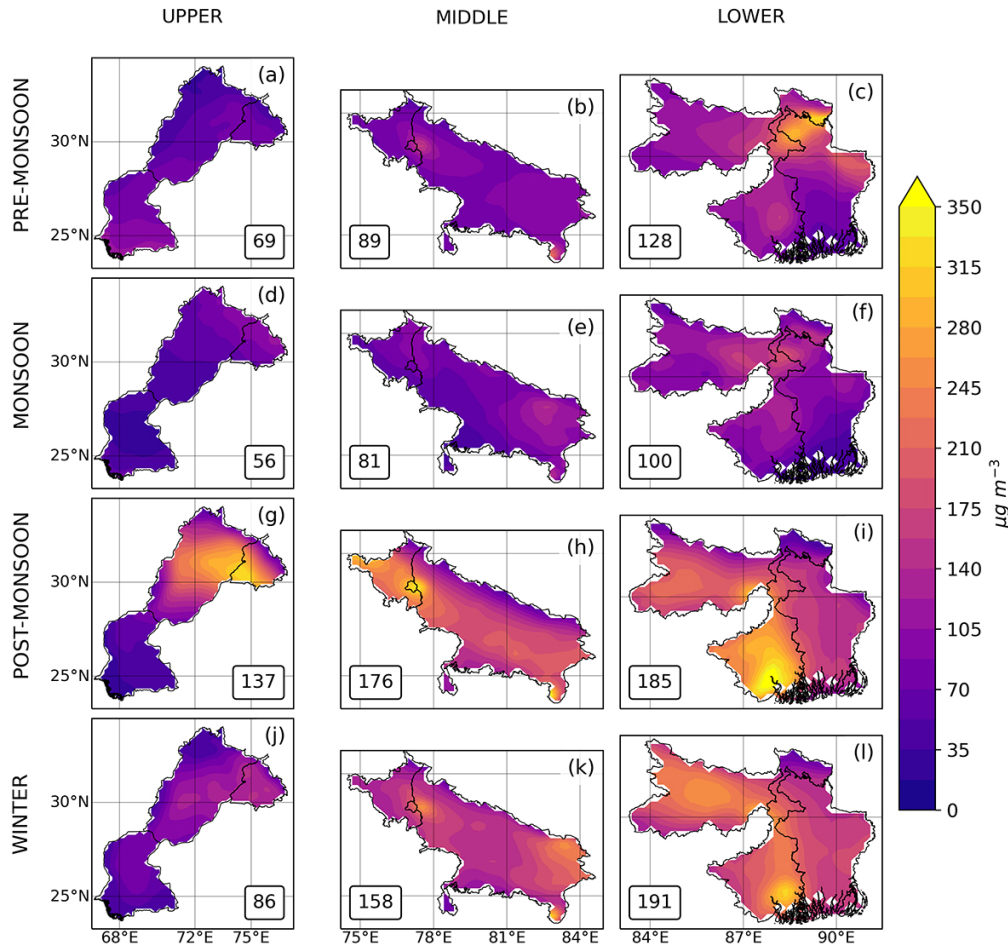 UPPER MIDDLE LOWER
PRE-MONSOON
(a) (b) (c)
30°N
25°N
69 89 128
MONSOON
(d) (e) (f)
30°N
25°N
56 81 100
POST-MONSOON
(g) (h) (i)
30°N
25°N
137 176 185
WINTER
(j) (k) (l)
30°N
25°N
86 158 191
68°E 72°E 75°E 75°E 78°E 81°E 84°E 84°E 87°E 90°E
350
315
280
245
210
175
140
105
70
35
0
μg m⁻³